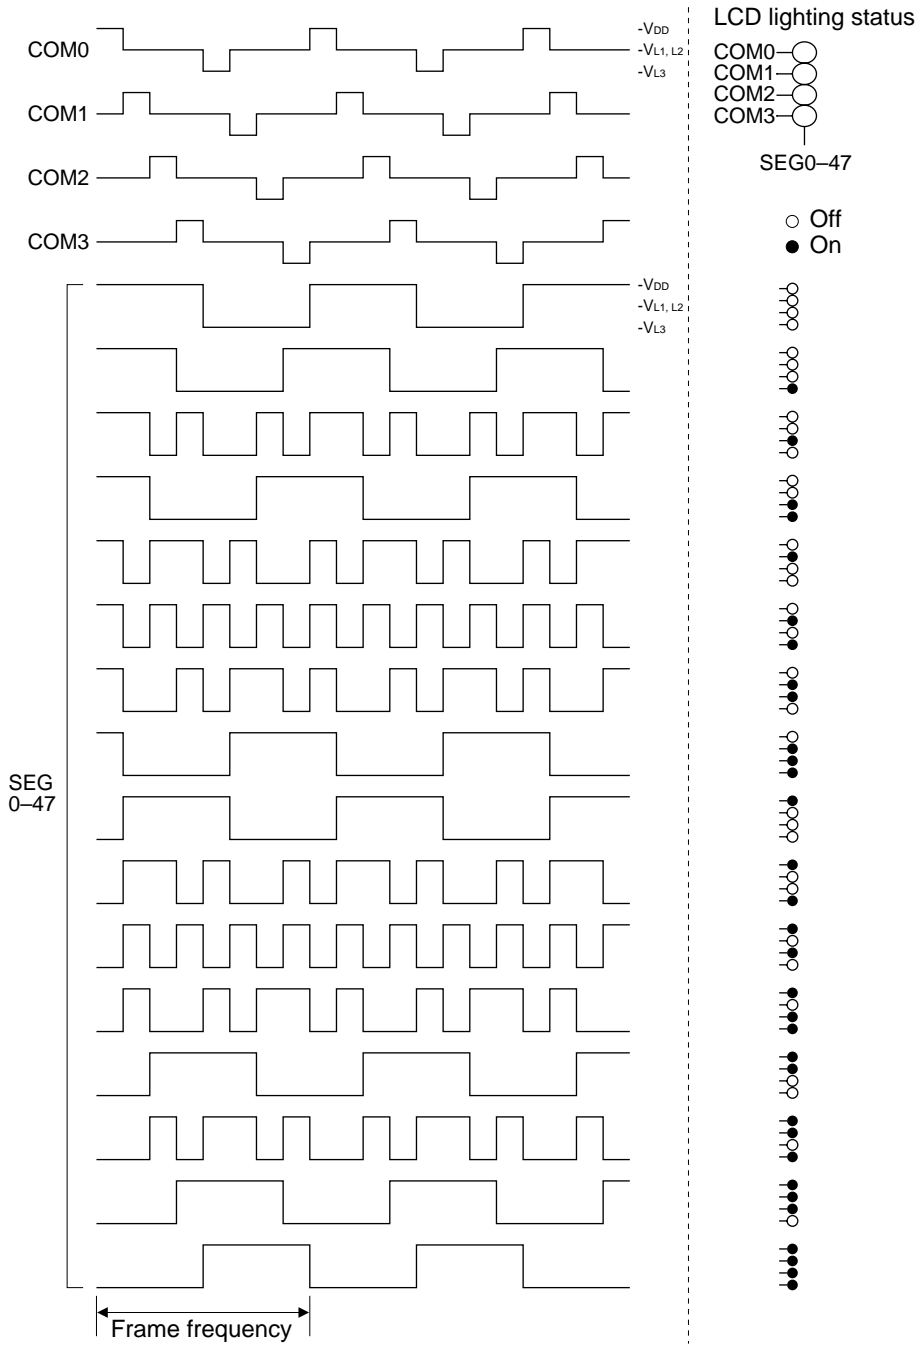 COM0
-VDD
-VL1, L2
-VL3
COM1
COM2
COM3
-VDD
-VL1, L2
-VL3
SEG
0–47
Frame frequency
LCD lighting status
COM0
COM1
COM2
COM3
SEG0–47
Off
On